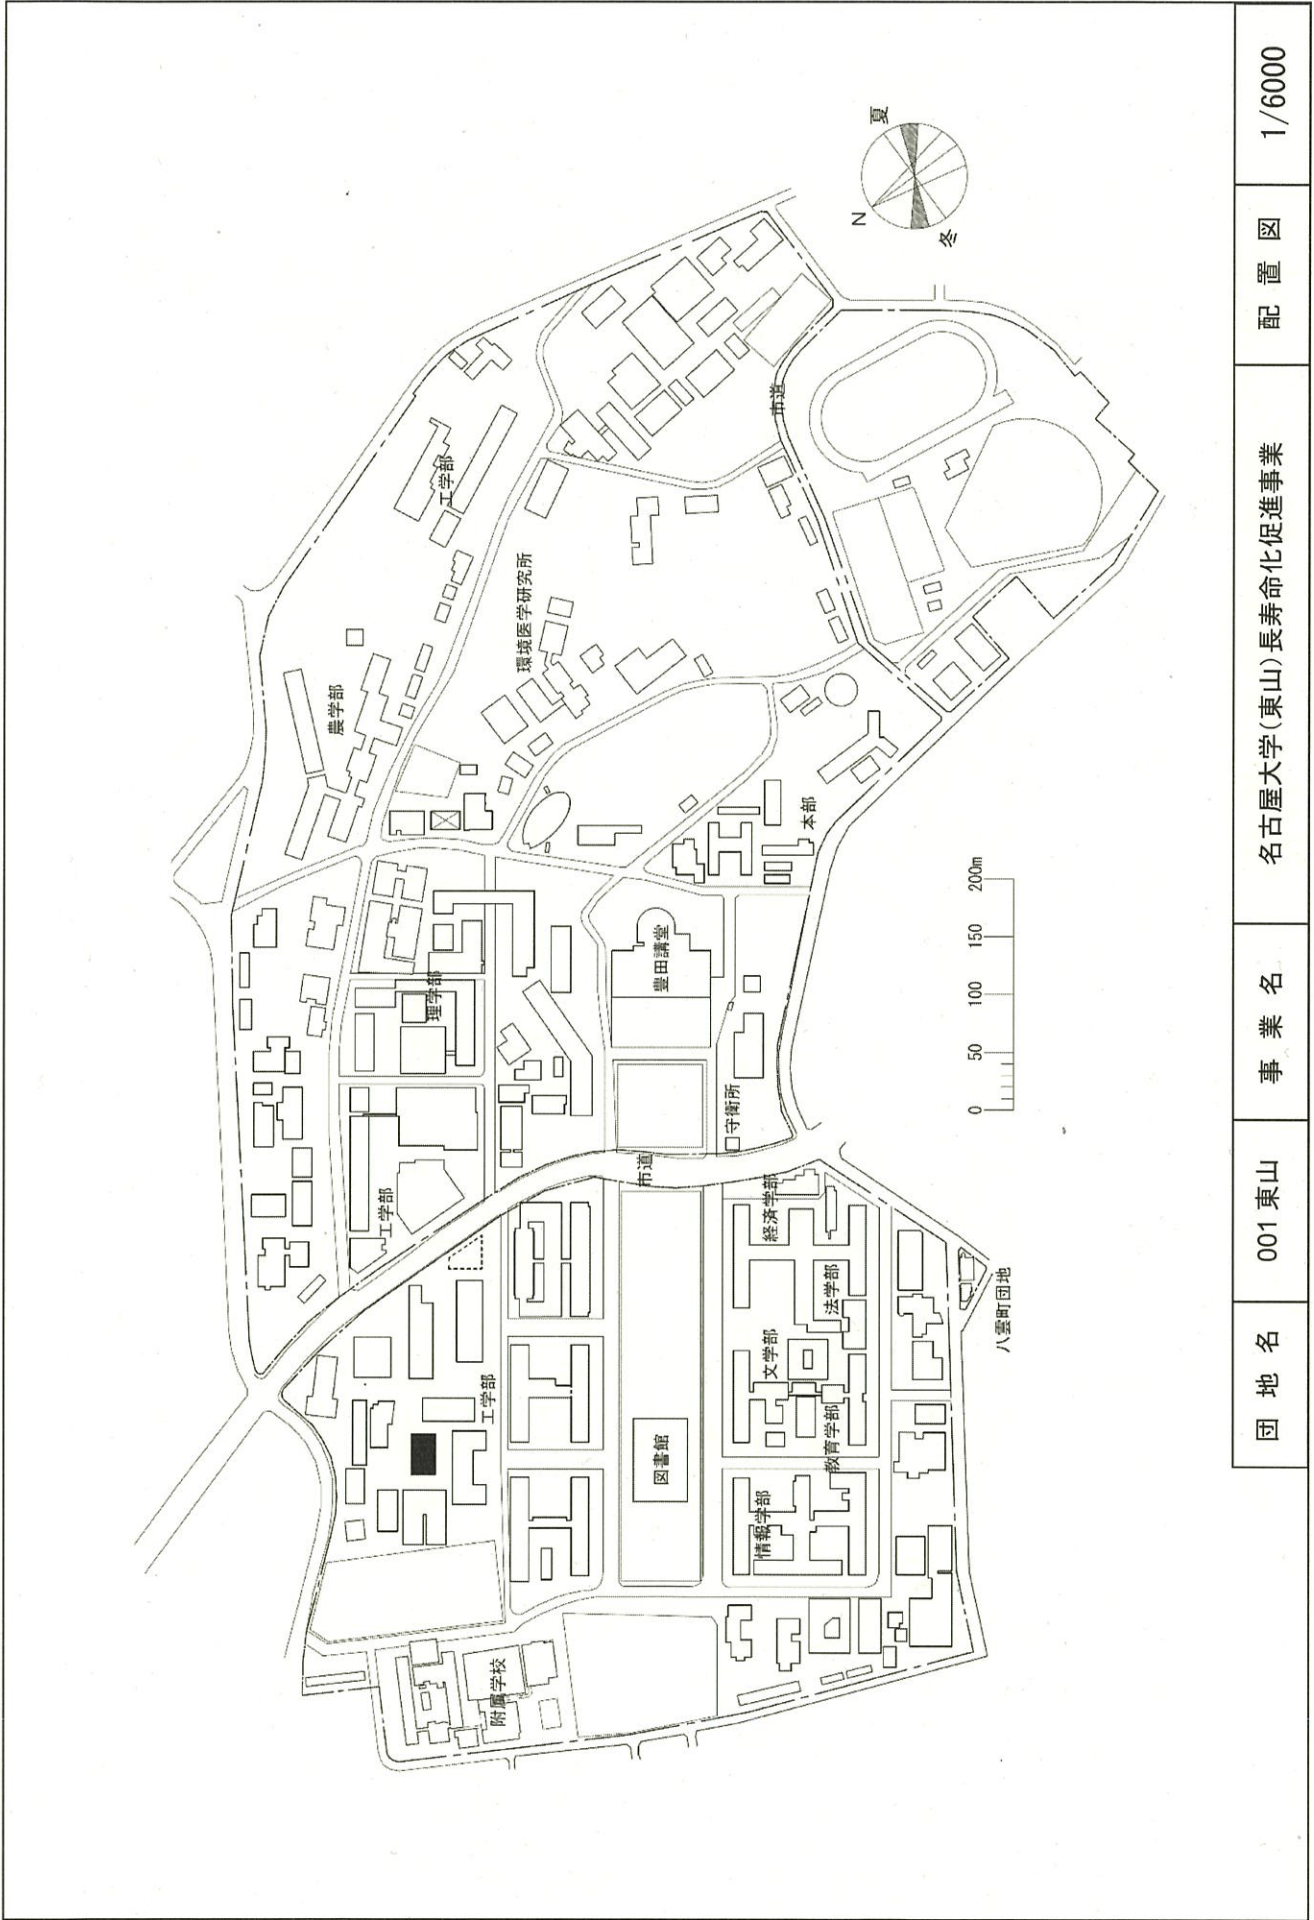 夏
N
冬
工学部
環境医学研究所
農学部
市道
本部
豊田講堂
理学部
守衛所
市道
工学部
経済学部
法学部
文学部
教育学部
工学部
図書館
情報学部
附属学校
八雲町団地
0 50 100 150 200m
団地名 001 東山 事業名 名古屋大学(東山)長寿命化促進事業 配置図 1/6000